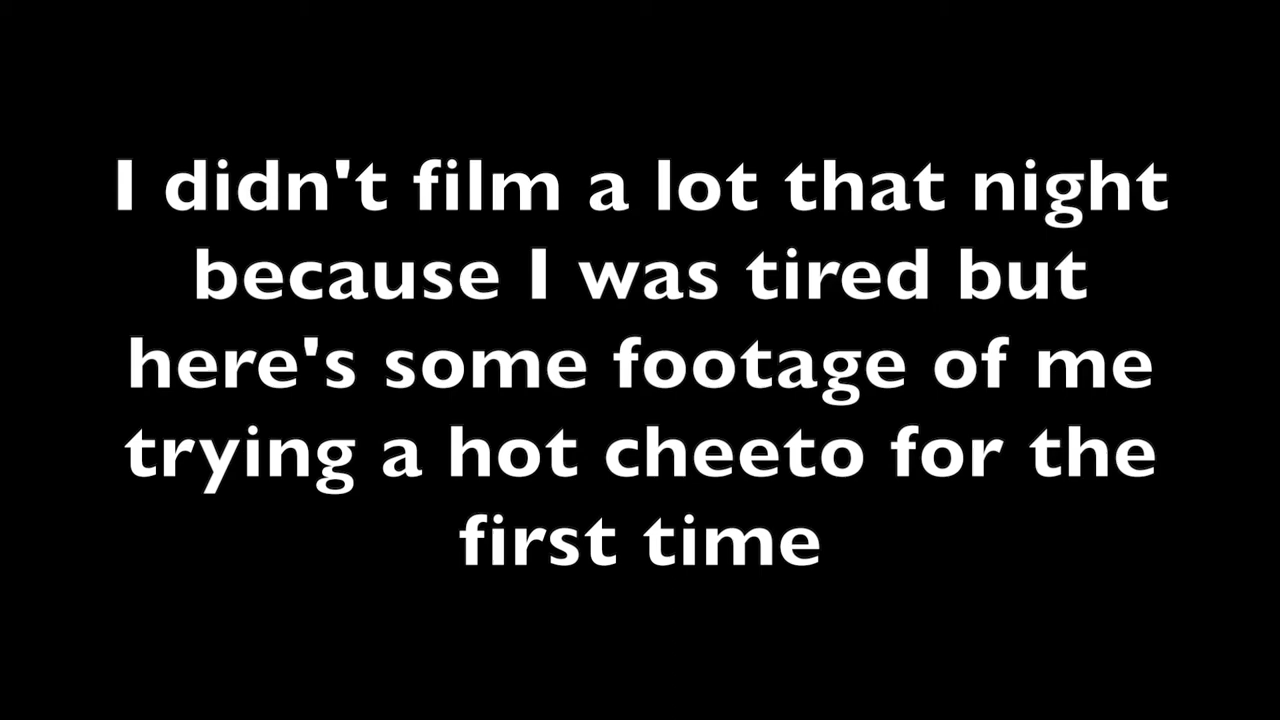 I didn't film a lot that night
because I was tired but
here's some footage of me
trying a hot cheeto for the
first time